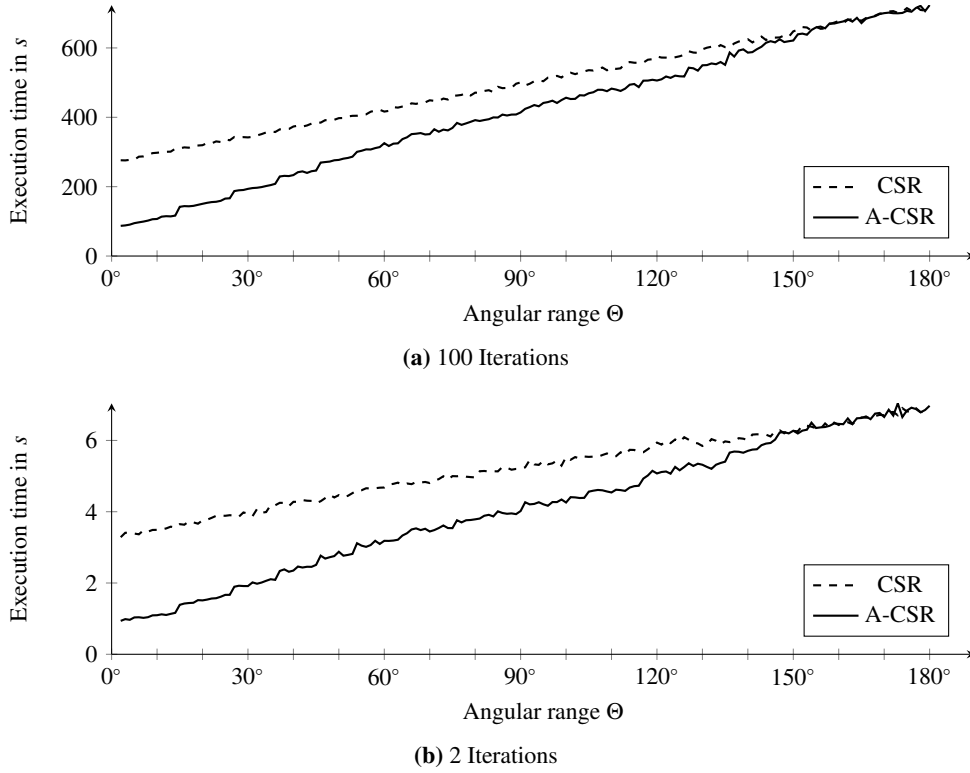 600
400
200
0
Execution time in s
0° 30° 60° 90° 120° 150° 180°
Angular range Θ
CSR
A-CSR
(a) 100 Iterations
6
4
2
0
Execution time in s
0° 30° 60° 90° 120° 150° 180°
Angular range Θ
CSR
A-CSR
(b) 2 Iterations